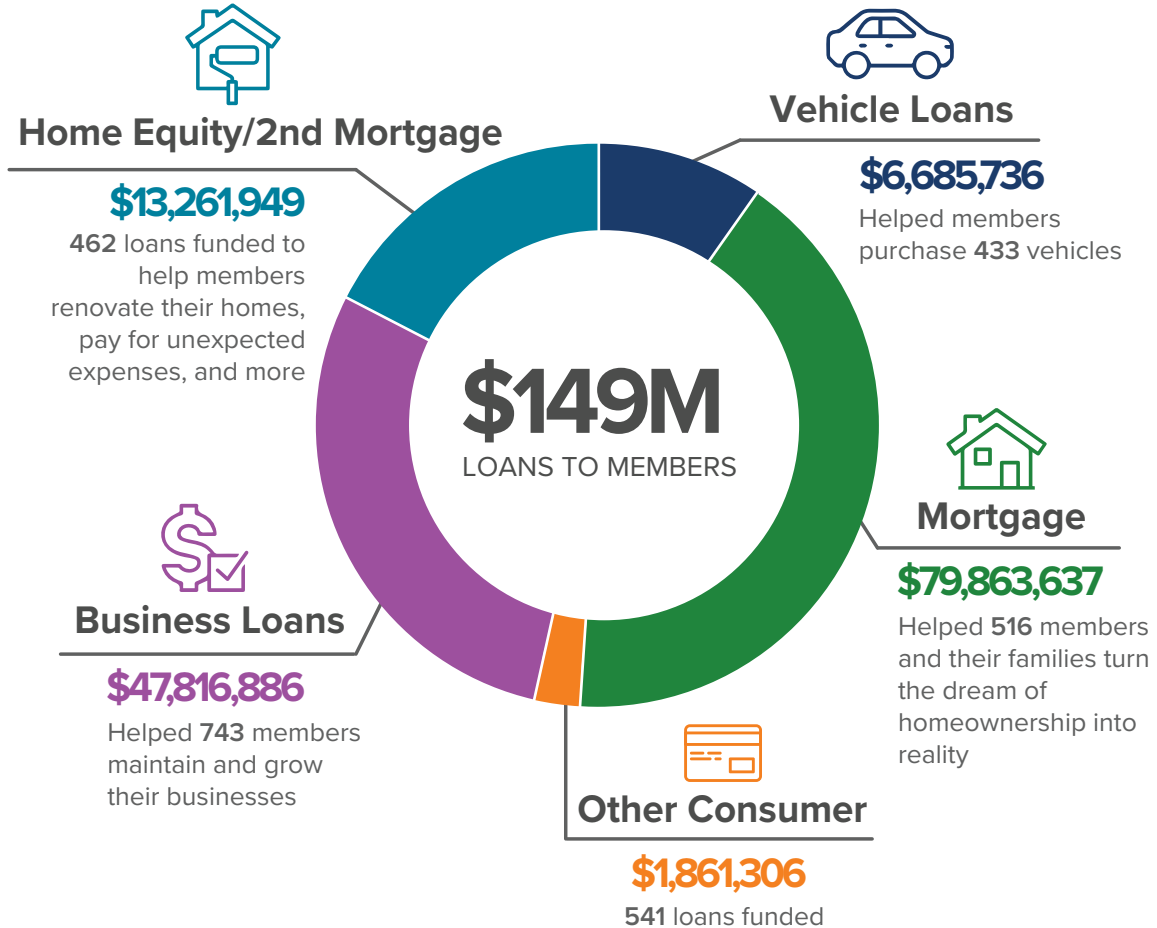 Home Equity/2nd Mortgage
$13,261,949
462 loans funded to
help members
renovate their homes,
pay for unexpected
expenses, and more
Vehicle Loans
$6,685,736
Helped members
purchase 433 vehicles
$149M
LOANS TO MEMBERS
Mortgage
$79,863,637
Helped 516 members
and their families turn
the dream of
homeownership into
reality
Business Loans
$47,816,886
Helped 743 members
maintain and grow
their businesses
Other Consumer
$1,861,306
541 loans funded